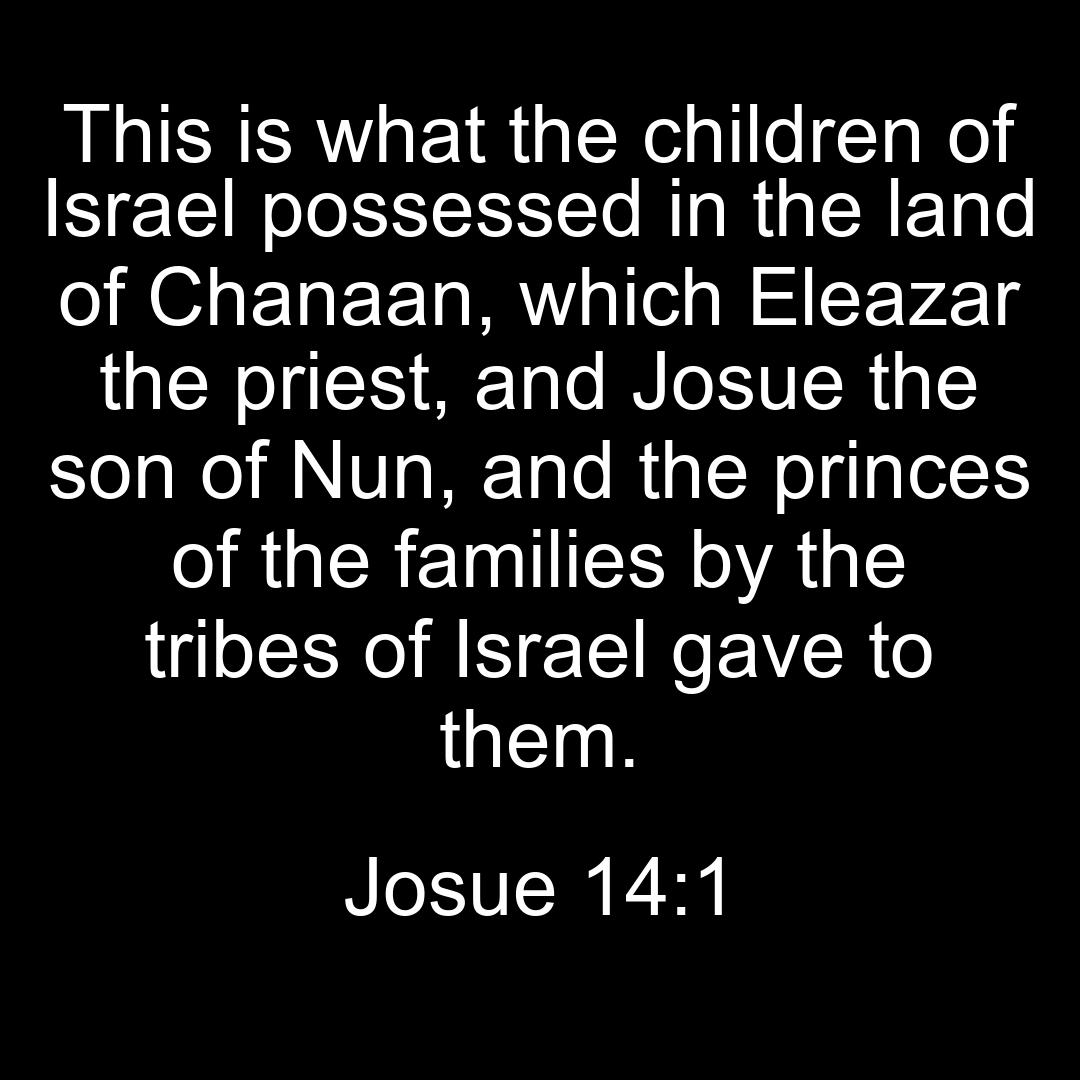 This is what the children of
Israel possessed in the land
of Chanaan, which Eleazar
the priest, and Josue the
son of Nun, and the princes
of the families by the
tribes of Israel gave to
them.
Josue 14:1